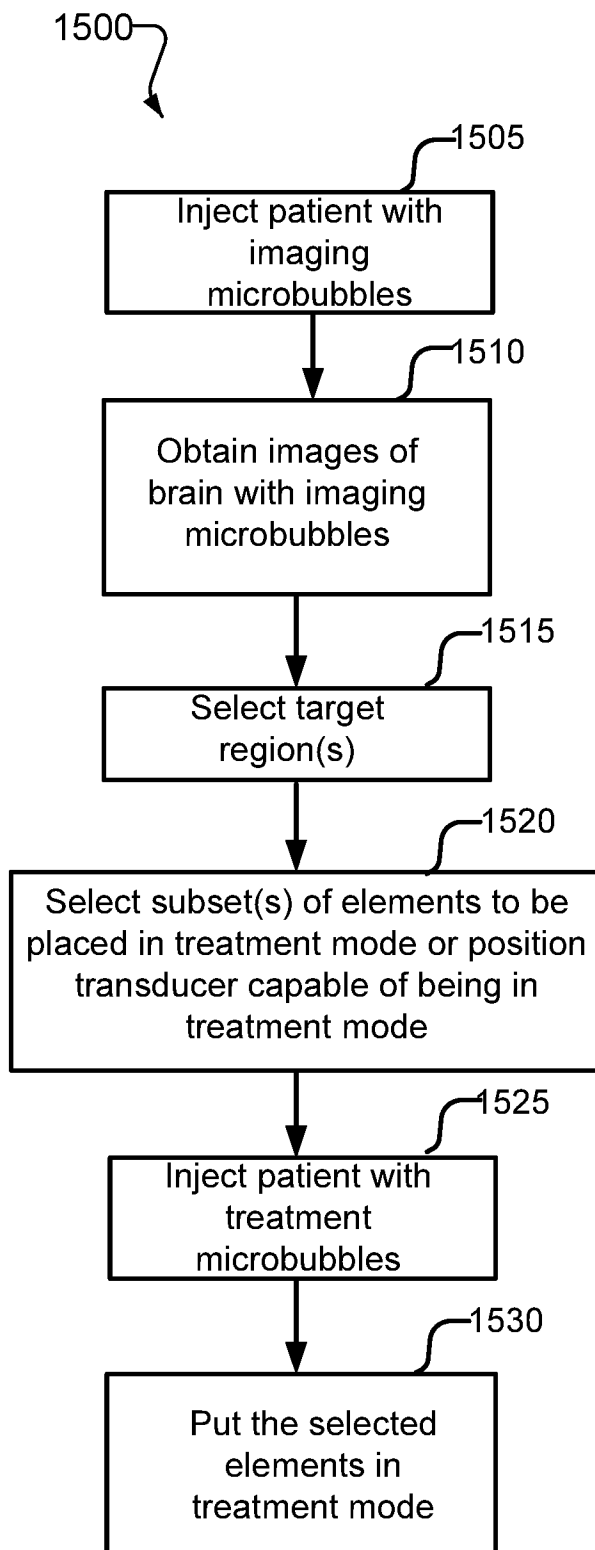 1500
1505
Inject patient with
imaging
microbubbles
1510
Obtain images of
brain with imaging
microbubbles
1515
Select target
region(s)
1520
Select subset(s) of elements to be
placed in treatment mode or position
transducer capable of being in
treatment mode
1525
Inject patient with
treatment
microbubbles
1530
Put the selected
elements in
treatment mode